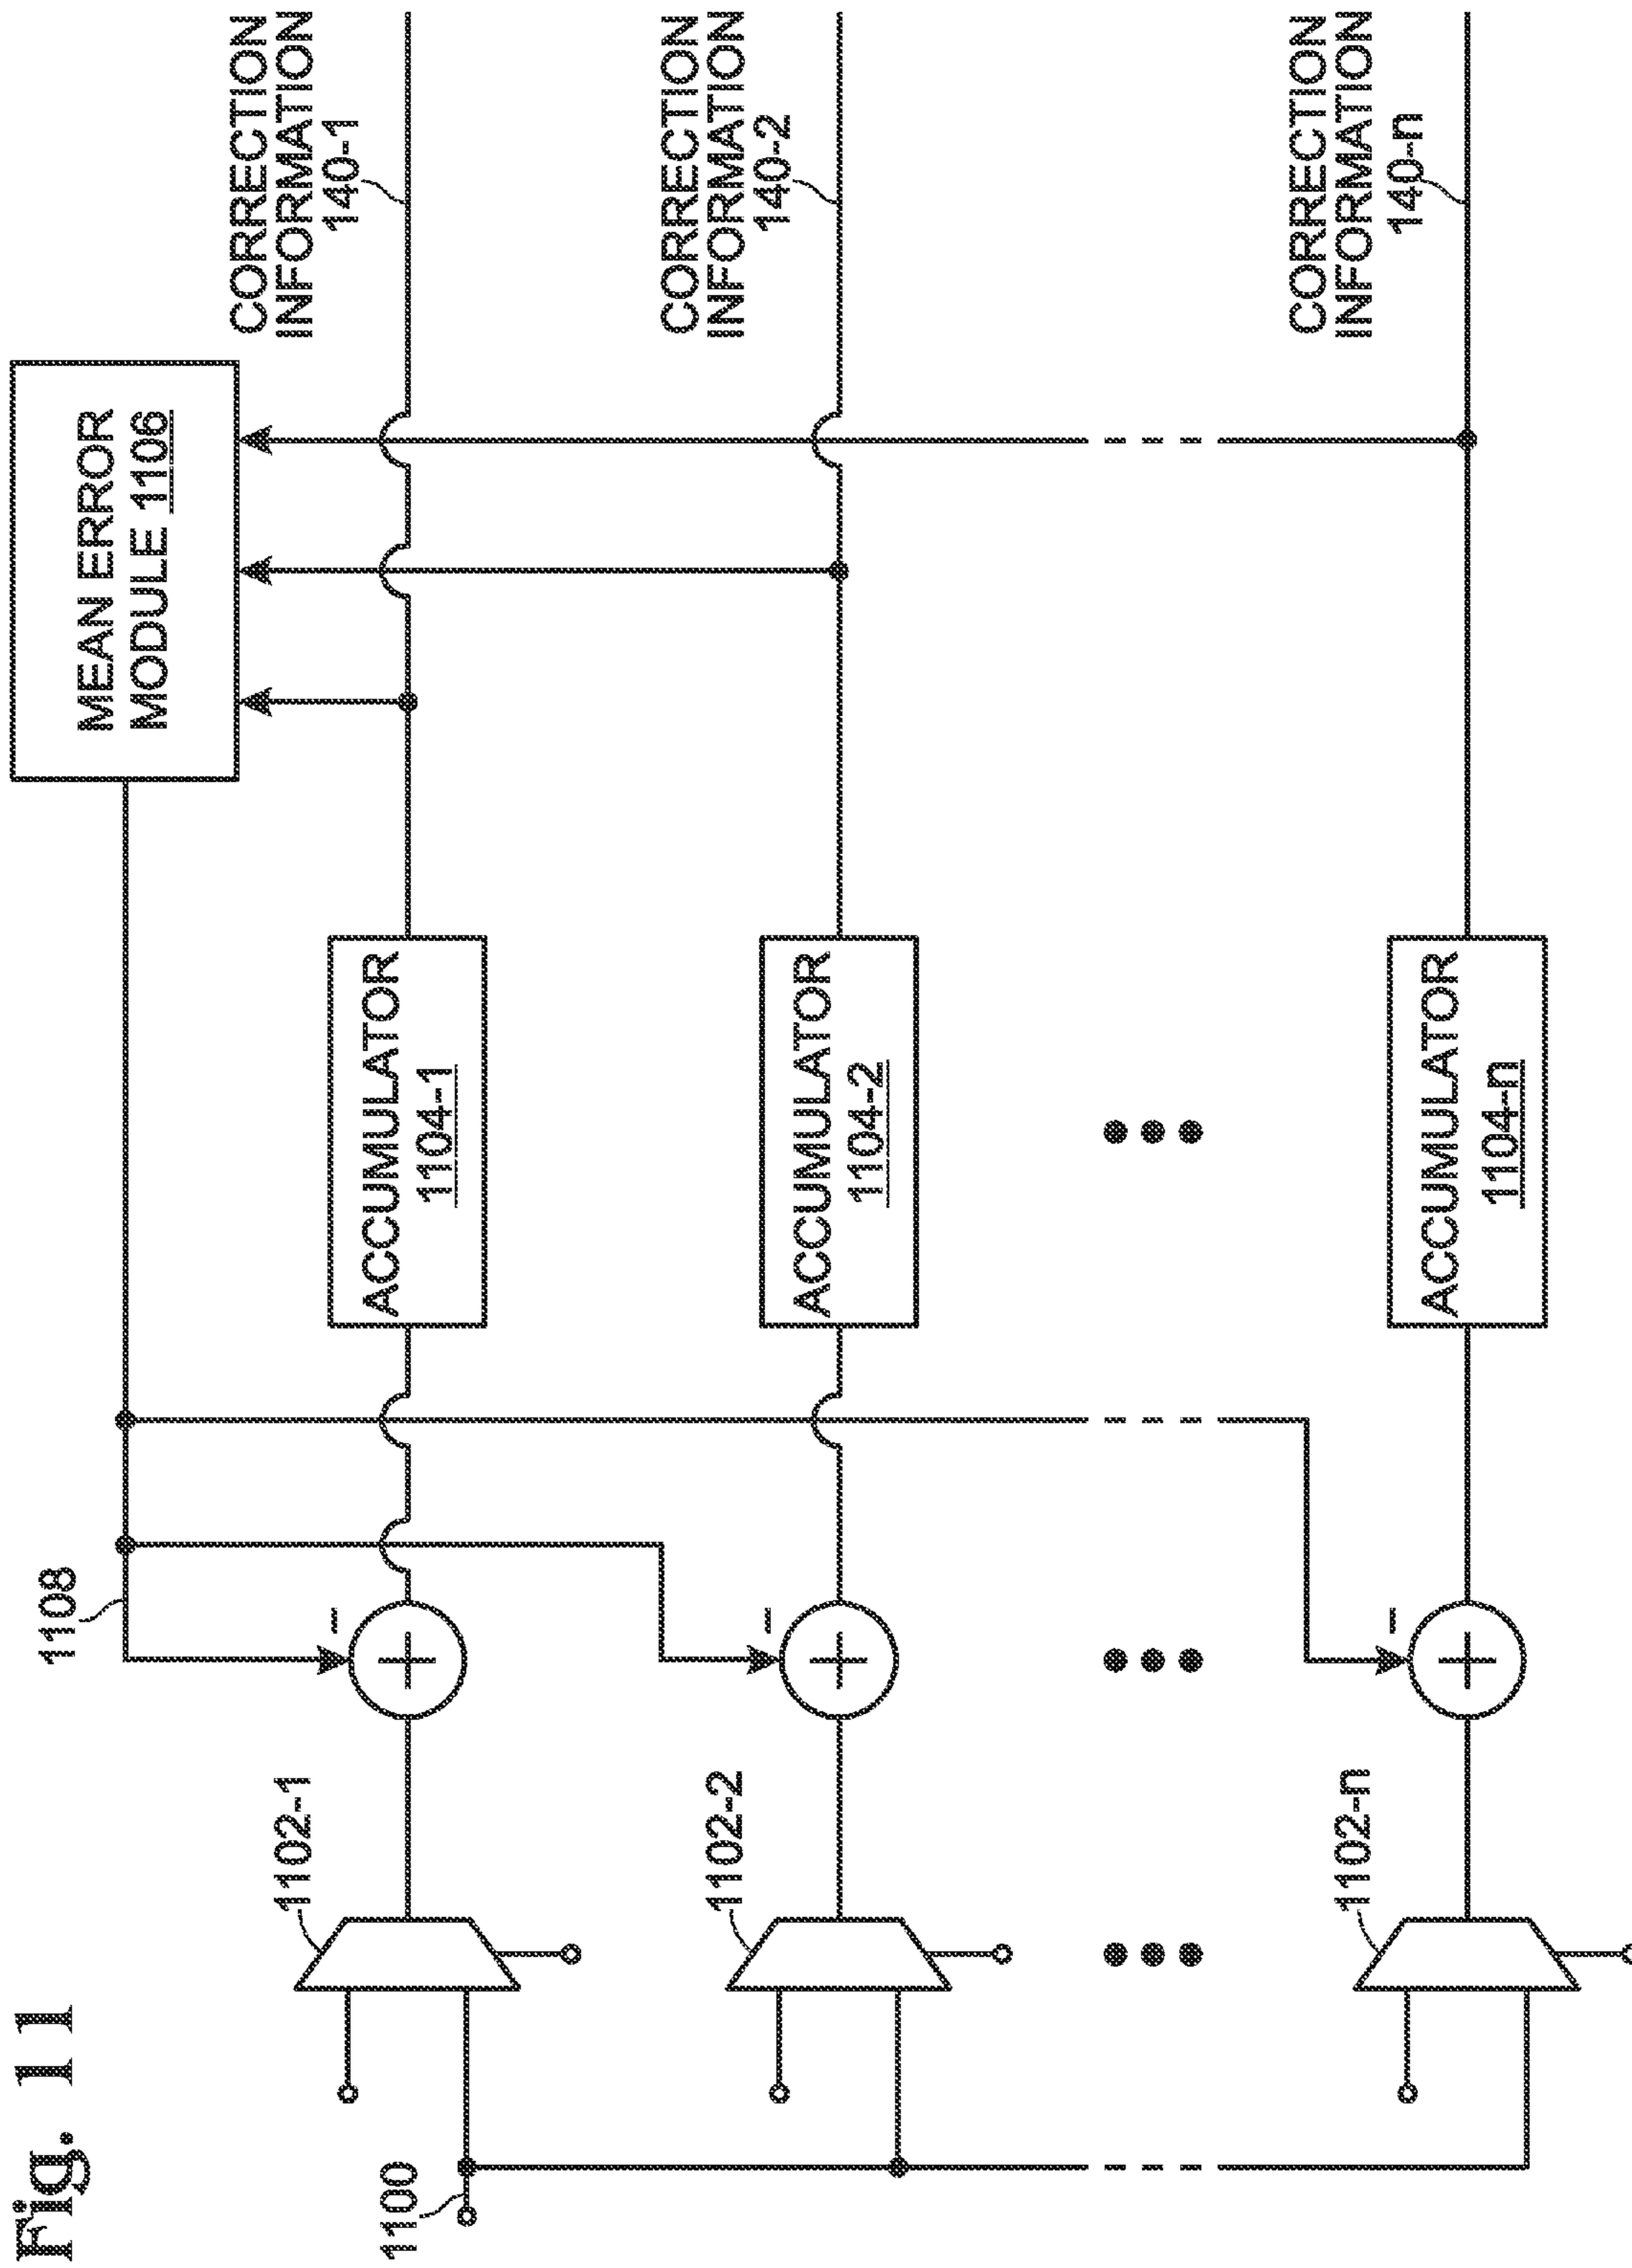 Fig. 11
MEAN ERROR
MODULE 1106
1108
1102-1
ACCUMULATOR
1104-1
CORRECTION
INFORMATION
140-1
1100
1102-2
ACCUMULATOR
1104-2
CORRECTION
INFORMATION
140-2
1102-n
ACCUMULATOR
1104-n
CORRECTION
INFORMATION
140-n